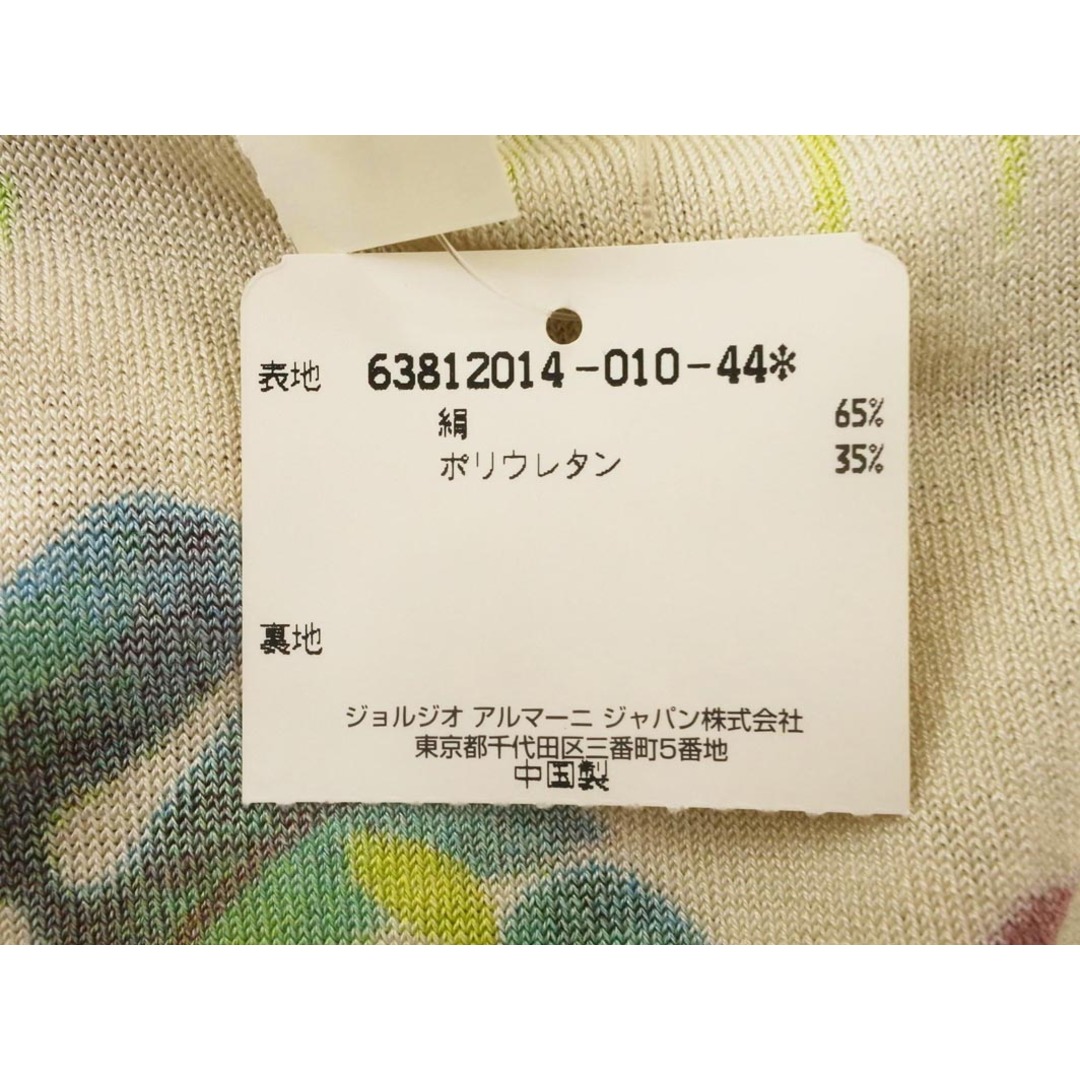 表地 63812014-010-44*
絹 65%
ポリウレタン 35%
裏地
ジョルジオ アルマーニ ジャパン株式会社
東京都千代田区三番町5番地
中国製